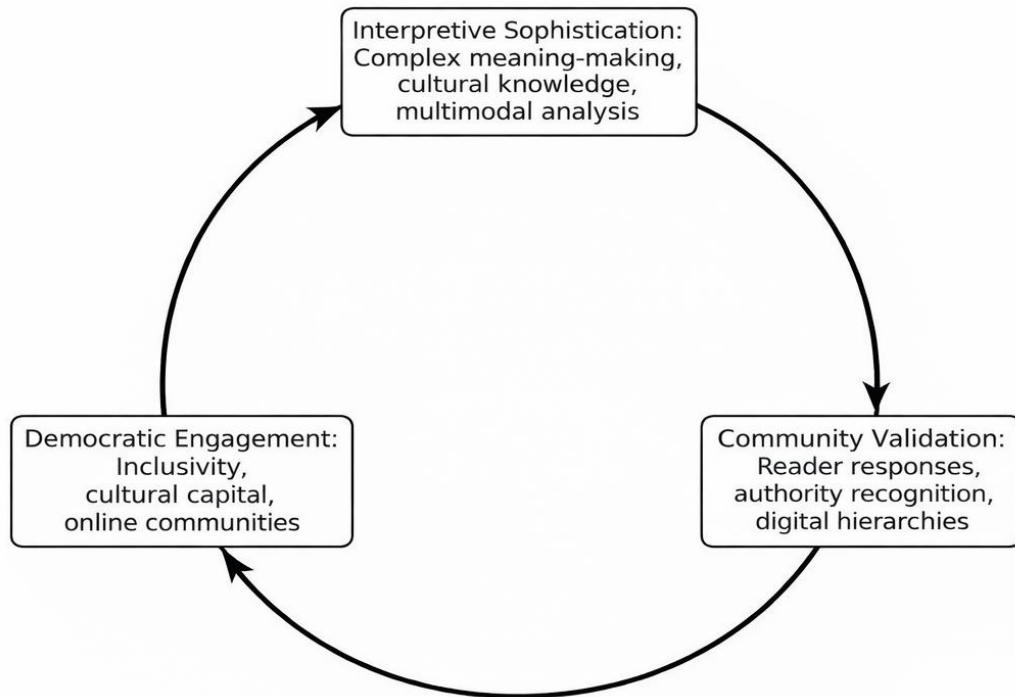 Interpretive Sophistication:
Complex meaning-making,
cultural knowledge,
multimodal analysis
Democratic Engagement:
Inclusivity,
cultural capital,
online communities
Community Validation:
Reader responses,
authority recognition,
digital hierarchies